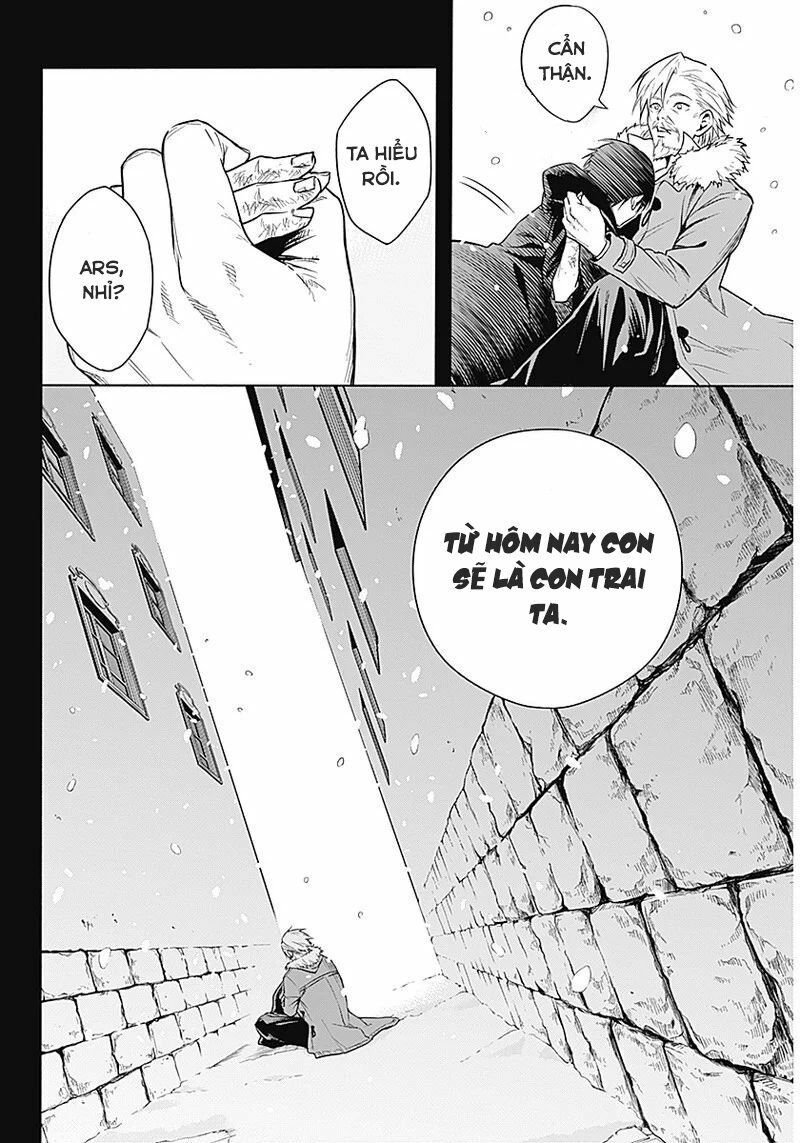 CẨN
THẬN.
TA HIỂU
RỒI.
ARS,
NHỈ?
TỪ HÔM NAY CON
SẼ LÀ CON TRAI
TA.